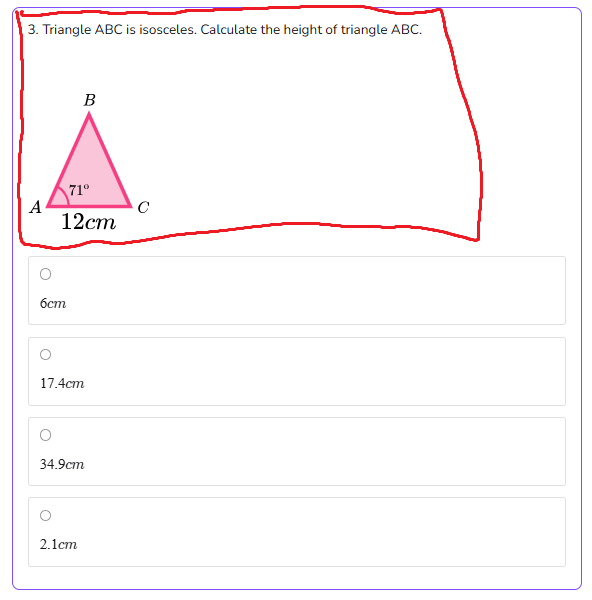 3. Triangle ABC is isosceles. Calculate the height of triangle ABC.
B
71°
A
C
12cm
6cm
17.4cm
34.9cm
2.1cm